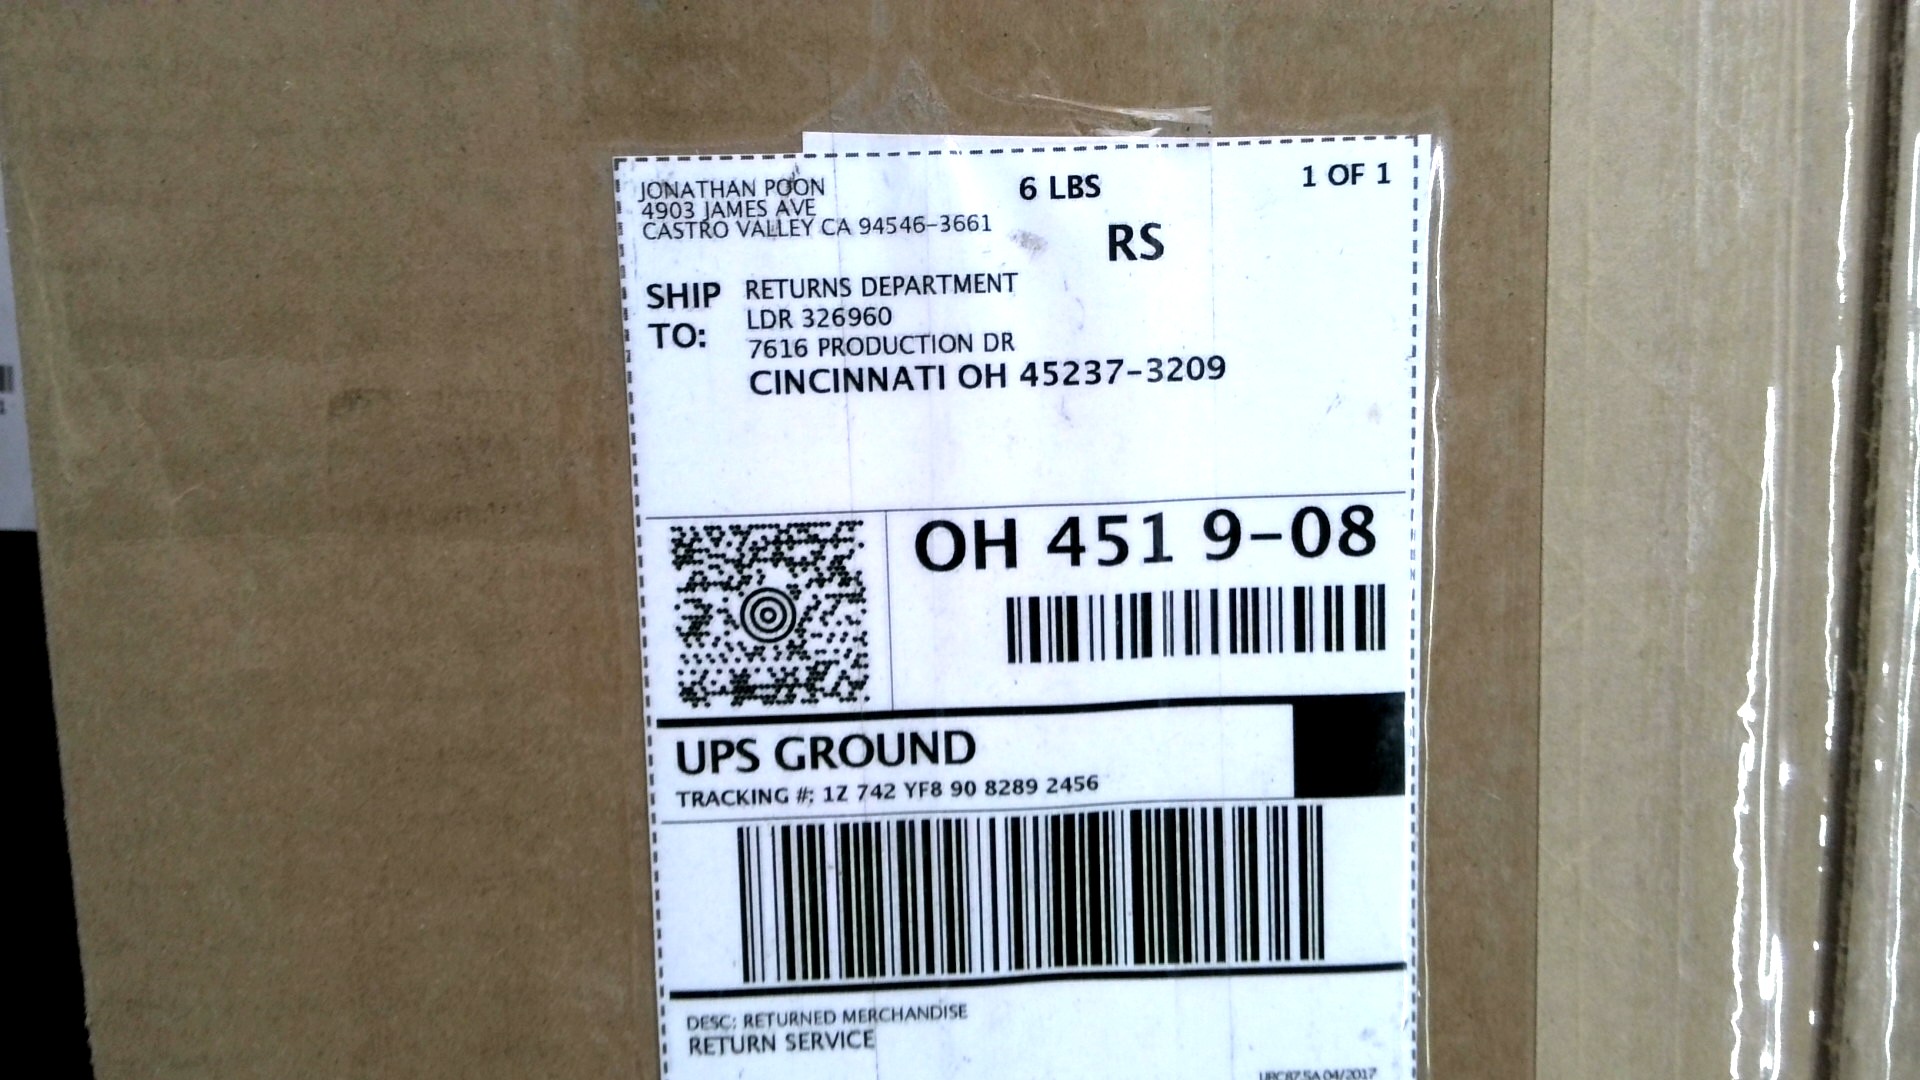 JONATHAN POON
4903 JAMES AVE
CASTRO VALLEY CA 94546-3661
6 LBS
1 OF 1
RS
SHIP TO:
RETURNS DEPARTMENT
LDR 326960
7616 PRODUCTION DR
CINCINNATI OH 45237-3209
OH 451 9-08
UPS GROUND
TRACKING #: 1Z 742 YF8 90 8289 2456
DESC: RETURNED MERCHANDISE
RETURN SERVICE